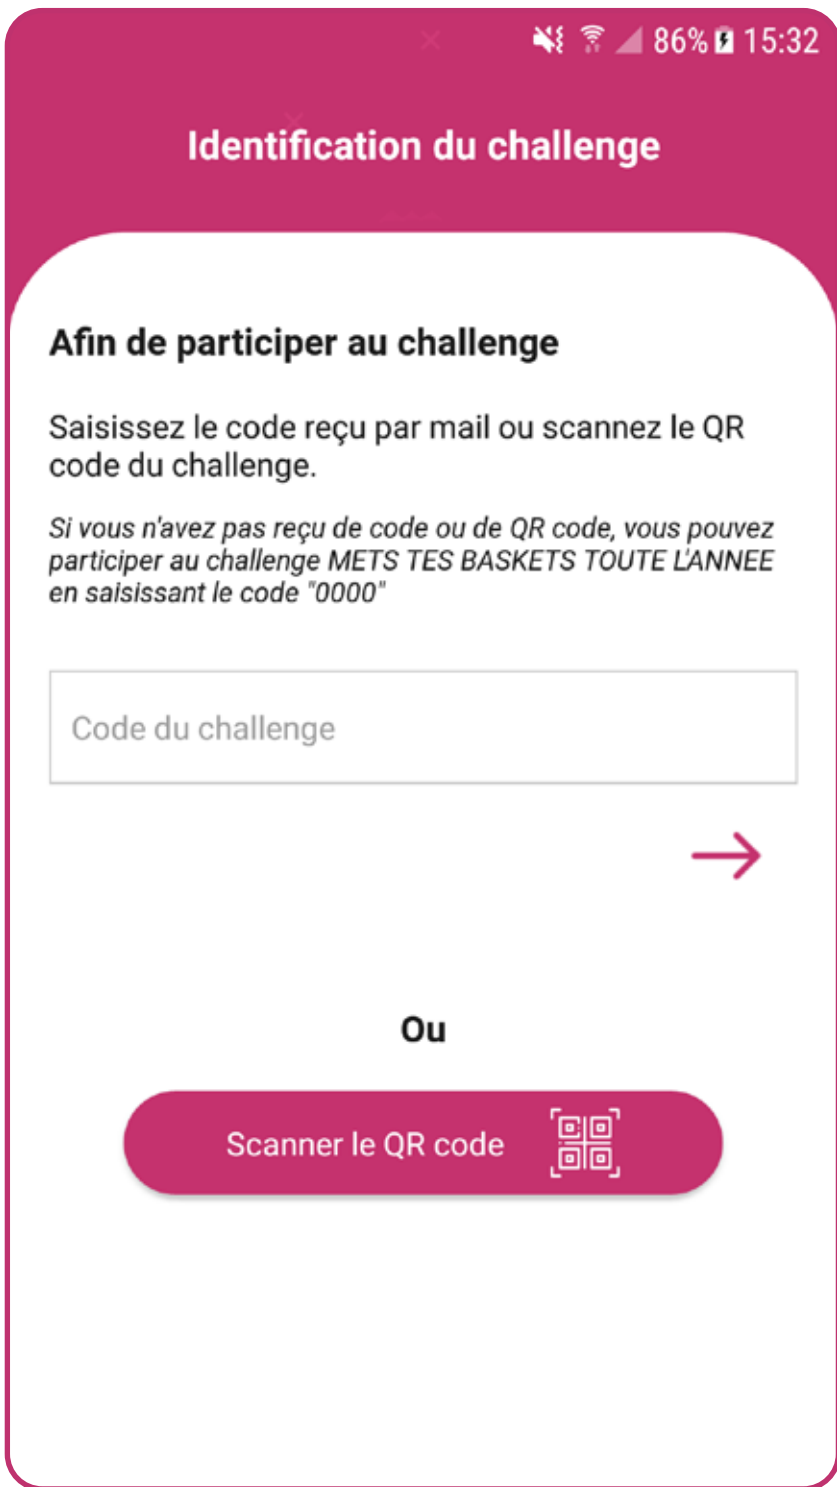 86% 15:32
Identification du challenge
Afin de participer au challenge
Saisissez le code reçu par mail ou scannez le QR
code du challenge.
Si vous n'avez pas reçu de code ou de QR code, vous pouvez
participer au challenge METS TES BASKETS TOUTE L'ANNEE
en saisissant le code "0000"
Code du challenge
Ou
Scanner le QR code